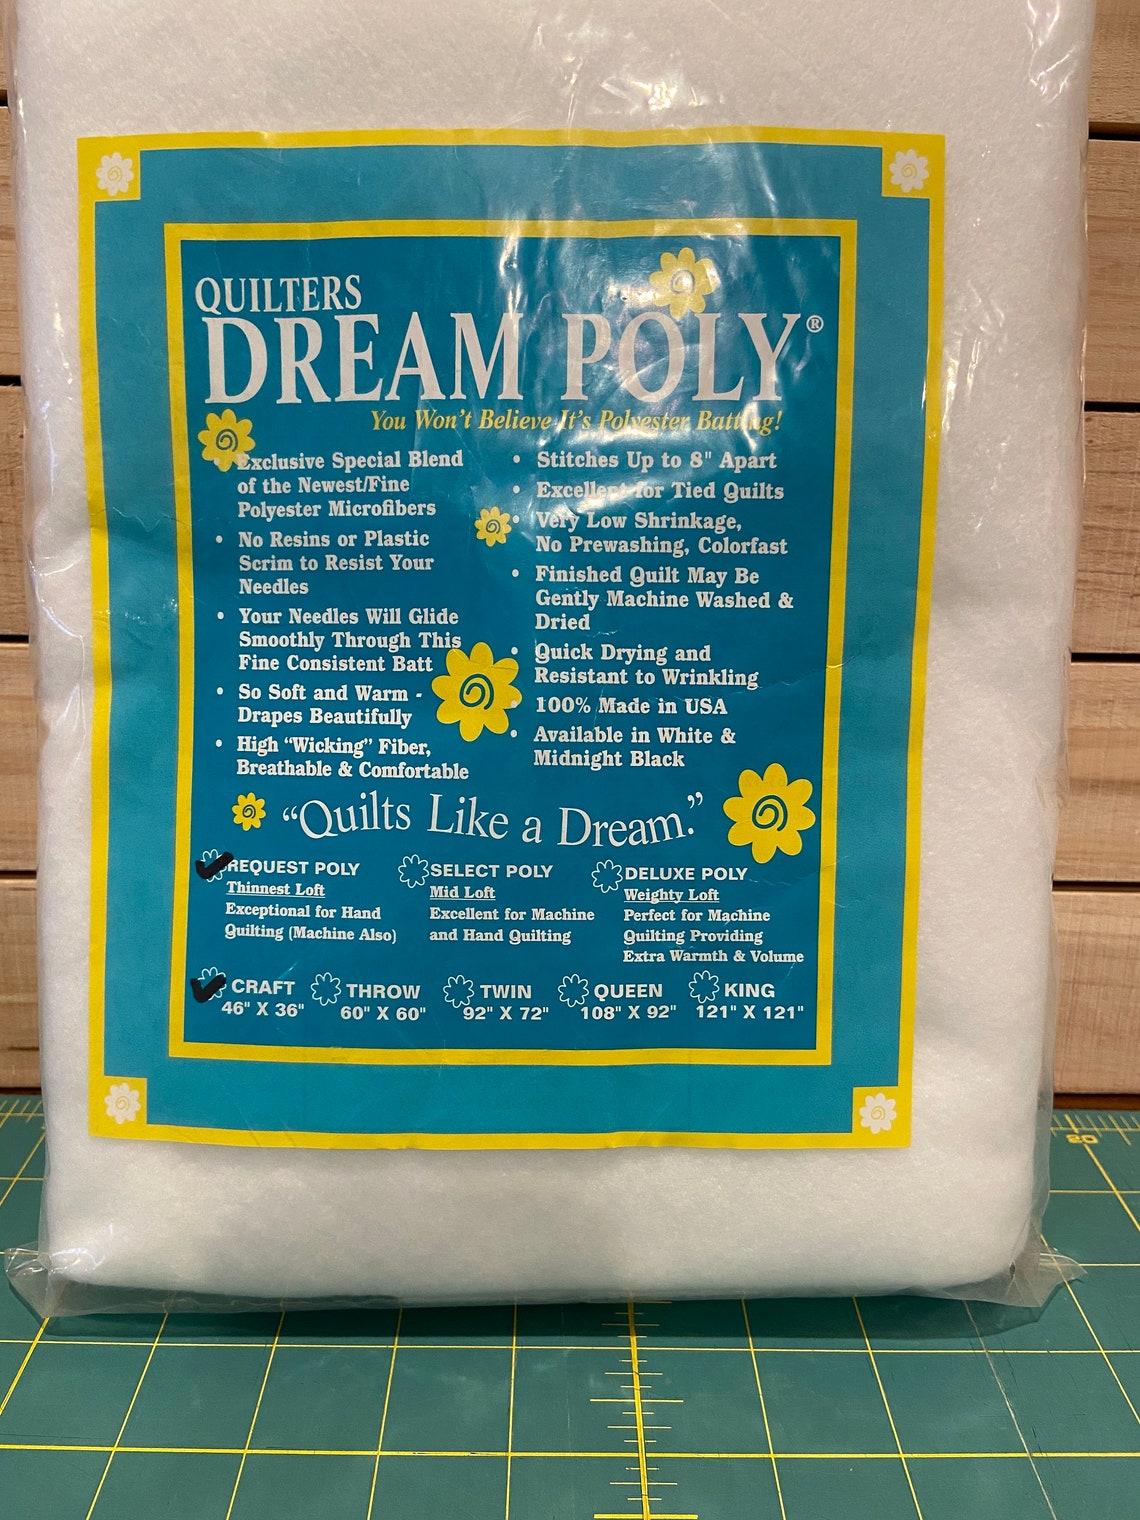 QUILTERS
DREAM POLY®
You Won't Believe It's Polyester Batting!
Exclusive Special Blend
of the Newest/Fine
Polyester Microfibers
• No Resins or Plastic
Scrim to Resist Your
Needles
• Your Needles Will Glide
Smoothly Through This
Fine Consistent Batt
• So Soft and Warm -
Drapes Beautifully
• High "Wicking" Fiber,
Breathable & Comfortable
• Stitches Up to 8" Apart
• Excellent for Tied Quilts
• Very Low Shrinkage,
No Prewashing, Colorfast
• Finished Quilt May Be
Gently Machine Washed &
Dried
• Quick Drying and
Resistant to Wrinkling
• 100% Made in USA
• Available in White &
Midnight Black
"Quilts Like a Dream."
REQUEST POLY
Thinnest Loft
Exceptional for Hand
Quilting (Machine Also)
SELECT POLY
Mid Loft
Excellent for Machine
and Hand Quilting
DELUXE POLY
Weighty Loft
Perfect for Machine
Quilting Providing
Extra Warmth & Volume
CRAFT
46" X 36"
THROW
60" X 60"
TWIN
92" X 72"
QUEEN
108" X 92"
KING
121" X 121"